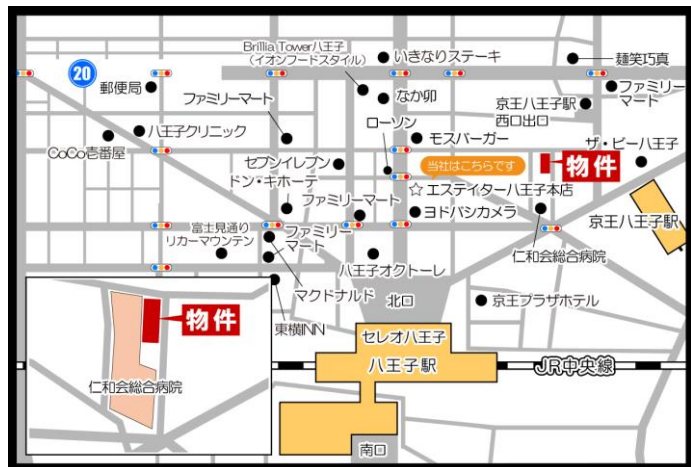 Brillia Tower八王子
(イオンフードスタイル)
いきなりステーキ
麺笑巧真
20
郵便局
ファミリーマート
なか卯
京王八王子駅
西口出口
ファミリー
マート
八王子クリニック
ローソン
モスバーガー
ザ・ビー八王子
CoCo壱番屋
セブンイレブン
当社はこちらです
物件
ドン・キホーテ
☆エステイター八王子本店
ファミリーマート
ヨドバシカメラ
京王八王子駅
富士見通り
リカーマウンテン
ファミリー
マート
仁和会総合病院
八王子オクトーレ
マクドナルド
北口
京王プラザホテル
東横INN
物件
セレオ八王子
八王子駅
JR中央線
仁和会総合病院
南口